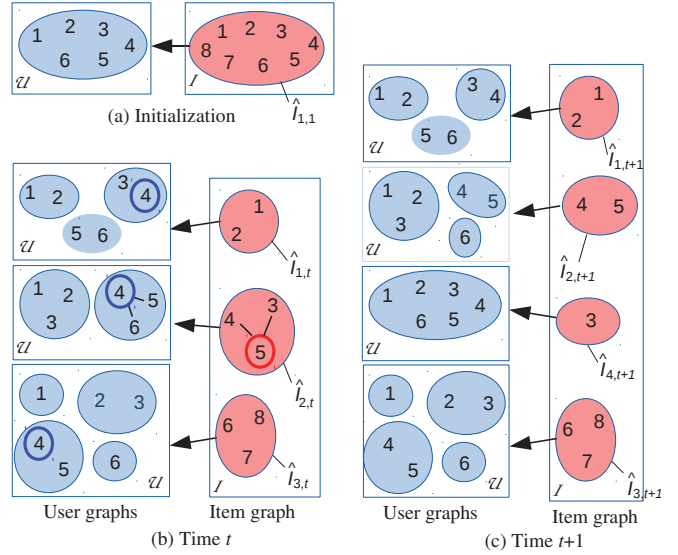 1 2 3 4
6 5
𝒰
1 2 3 4
8 7 6 5
I
Î1,1
(a) Initialization
1 2
3 4
5 6
𝒰
1
2
Î1,t
1 2
3
4 5
6
𝒰
4 3
5
Î2,t
1
2 3
4
5
6
𝒰
6 8
7
I
Î3,t
User graphs Item graph
(b) Time t
1 2
3 4
5 6
𝒰
1
2
Î1,t+1
1 2
3
4 5
6
𝒰
4 5
Î2,t+1
1 2 3 4
6 5
𝒰
3
Î4,t+1
1
2 3
4
5
6
𝒰
6 8
7
I
Î3,t+1
User graphs Item graph
(c) Time t+1